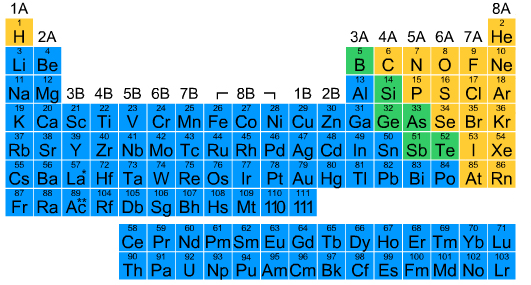 1A 8A
1 2
H 2A 3A 4A 5A 6A 7A He
3 4 5 6 7 8 9 10
Li Be B C N O F Ne
11 12 13 14 15 16 17 18
Na Mg 3B 4B 5B 6B 7B 8B 1B 2B Al Si P S Cl Ar
19 20 21 22 23 24 25 26 27 28 29 30 31 32 33 34 35 36
K Ca Sc Ti V Cr Mn Fe Co Ni Cu Zn Ga Ge As Se Br Kr
37 38 39 40 41 42 43 44 45 46 47 48 49 50 51 52 53 54
Rb Sr Y Zr Nb Mo Tc Ru Rh Pd Ag Cd In Sn Sb Te I Xe
55 56 57 72 73 74 75 76 77 78 79 80 81 82 83 84 85 86
Cs Ba La* Hf Ta W Re Os Ir Pt Au Hg Tl Pb Bi Po At Rn
87 88 89 104 105 106 107 108 109 110 111
Fr Ra Ac** Rf Db Sg Bh Hs Mt 110 111
58 59 60 61 62 63 64 65 66 67 68 69 70 71
Ce Pr Nd Pm Sm Eu Gd Tb Dy Ho Er Tm Yb Lu
90 91 92 93 94 95 96 97 98 99 100 101 102 103
Th Pa U Np Pu Am Cm Bk Cf Es Fm Md No Lr